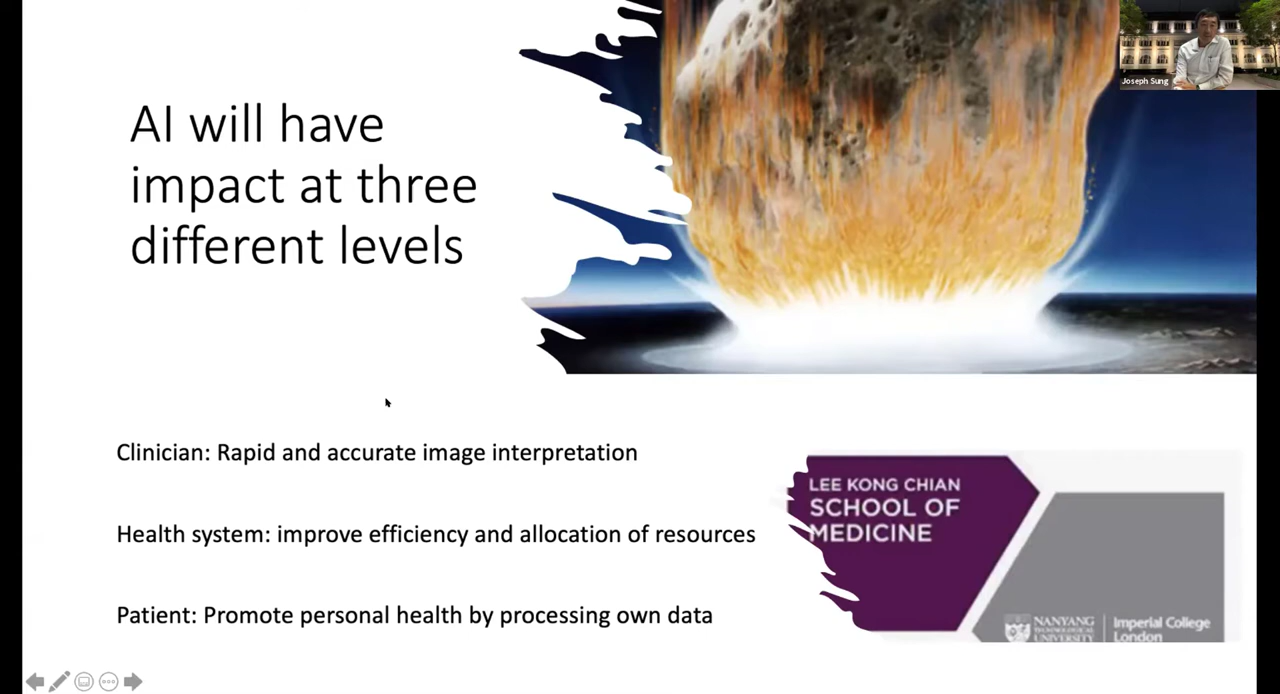 AI will have
impact at three
different levels
Joseph Sung
Clinician: Rapid and accurate image interpretation
Health system: improve efficiency and allocation of resources
Patient: Promote personal health by processing own data
LEE KONG CHIAN
SCHOOL OF
MEDICINE
NANYANG
TECHNOLOGICAL
UNIVERSITY
Imperial College
London